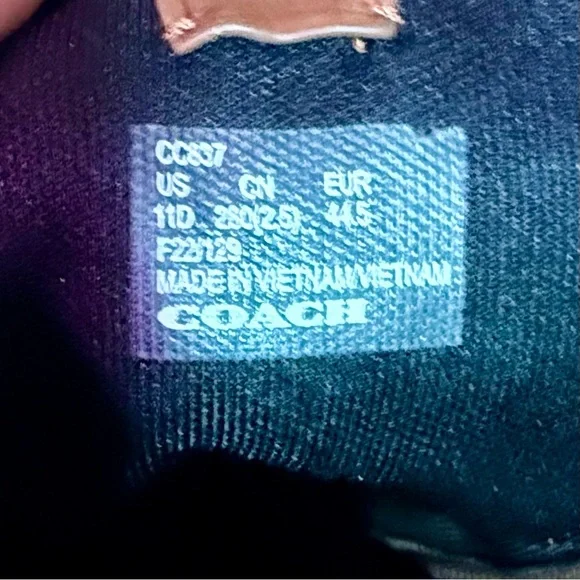 CC837
US CN EUR
11D 280(2.5) 44.5
F22/129
MADE IN VIETNAM/VIETNAM
COACH